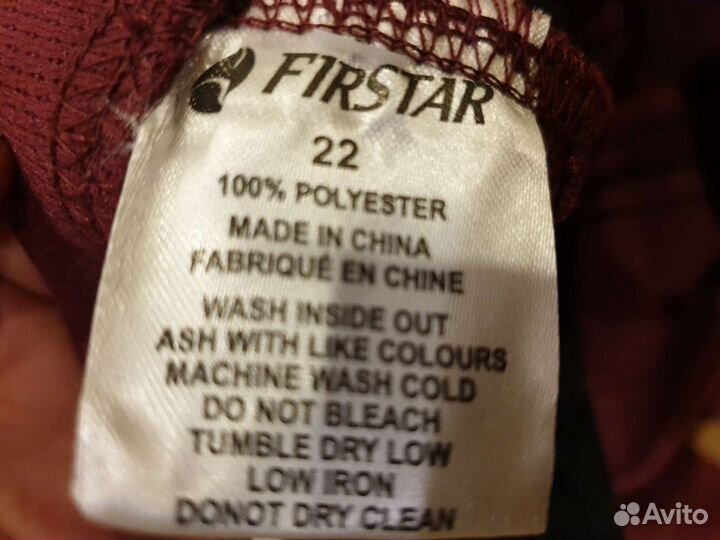 FIRSTAR
22
100% POLYESTER
MADE IN CHINA
FABRIQUÉ EN CHINE
WASH INSIDE OUT
ASH WITH LIKE COLOURS
MACHINE WASH COLD
DO NOT BLEACH
TUMBLE DRY LOW
LOW IRON
DONOT DRY CLEAN
Avito